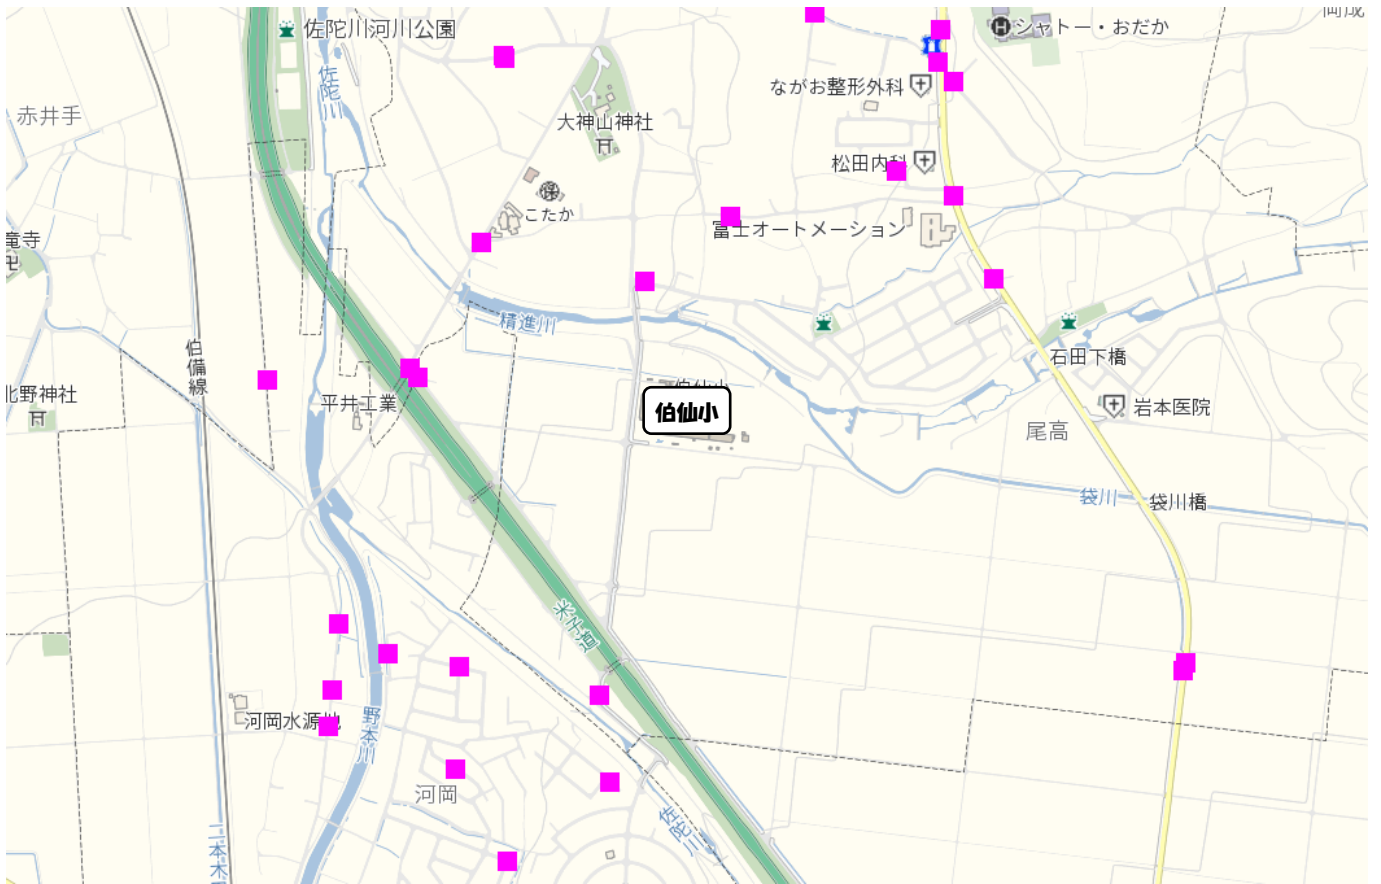 佐陀川河川公園
シャトー・おだか
佐陀川
ながお整形外科
赤井手
大神山神社
松田内科
こたか
富士オートメーション
竜寺
精進川
伯備線
石田下橋
北野神社
平井工業
伯仙小
岩本医院
尾高
袋川
袋川橋
米子道
河岡水源地
野本川
河岡
佐陀川
二本木